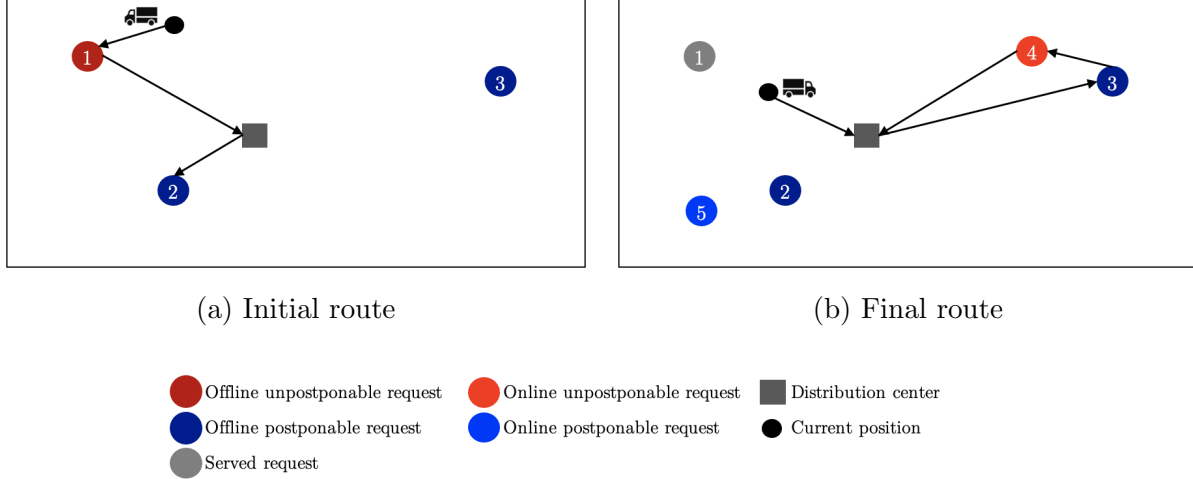 1
3
2
4
1
3
2
5
(a) Initial route
(b) Final route
Offline unpostponable request
Online unpostponable request
Distribution center
Offline postponable request
Online postponable request
Current position
Served request